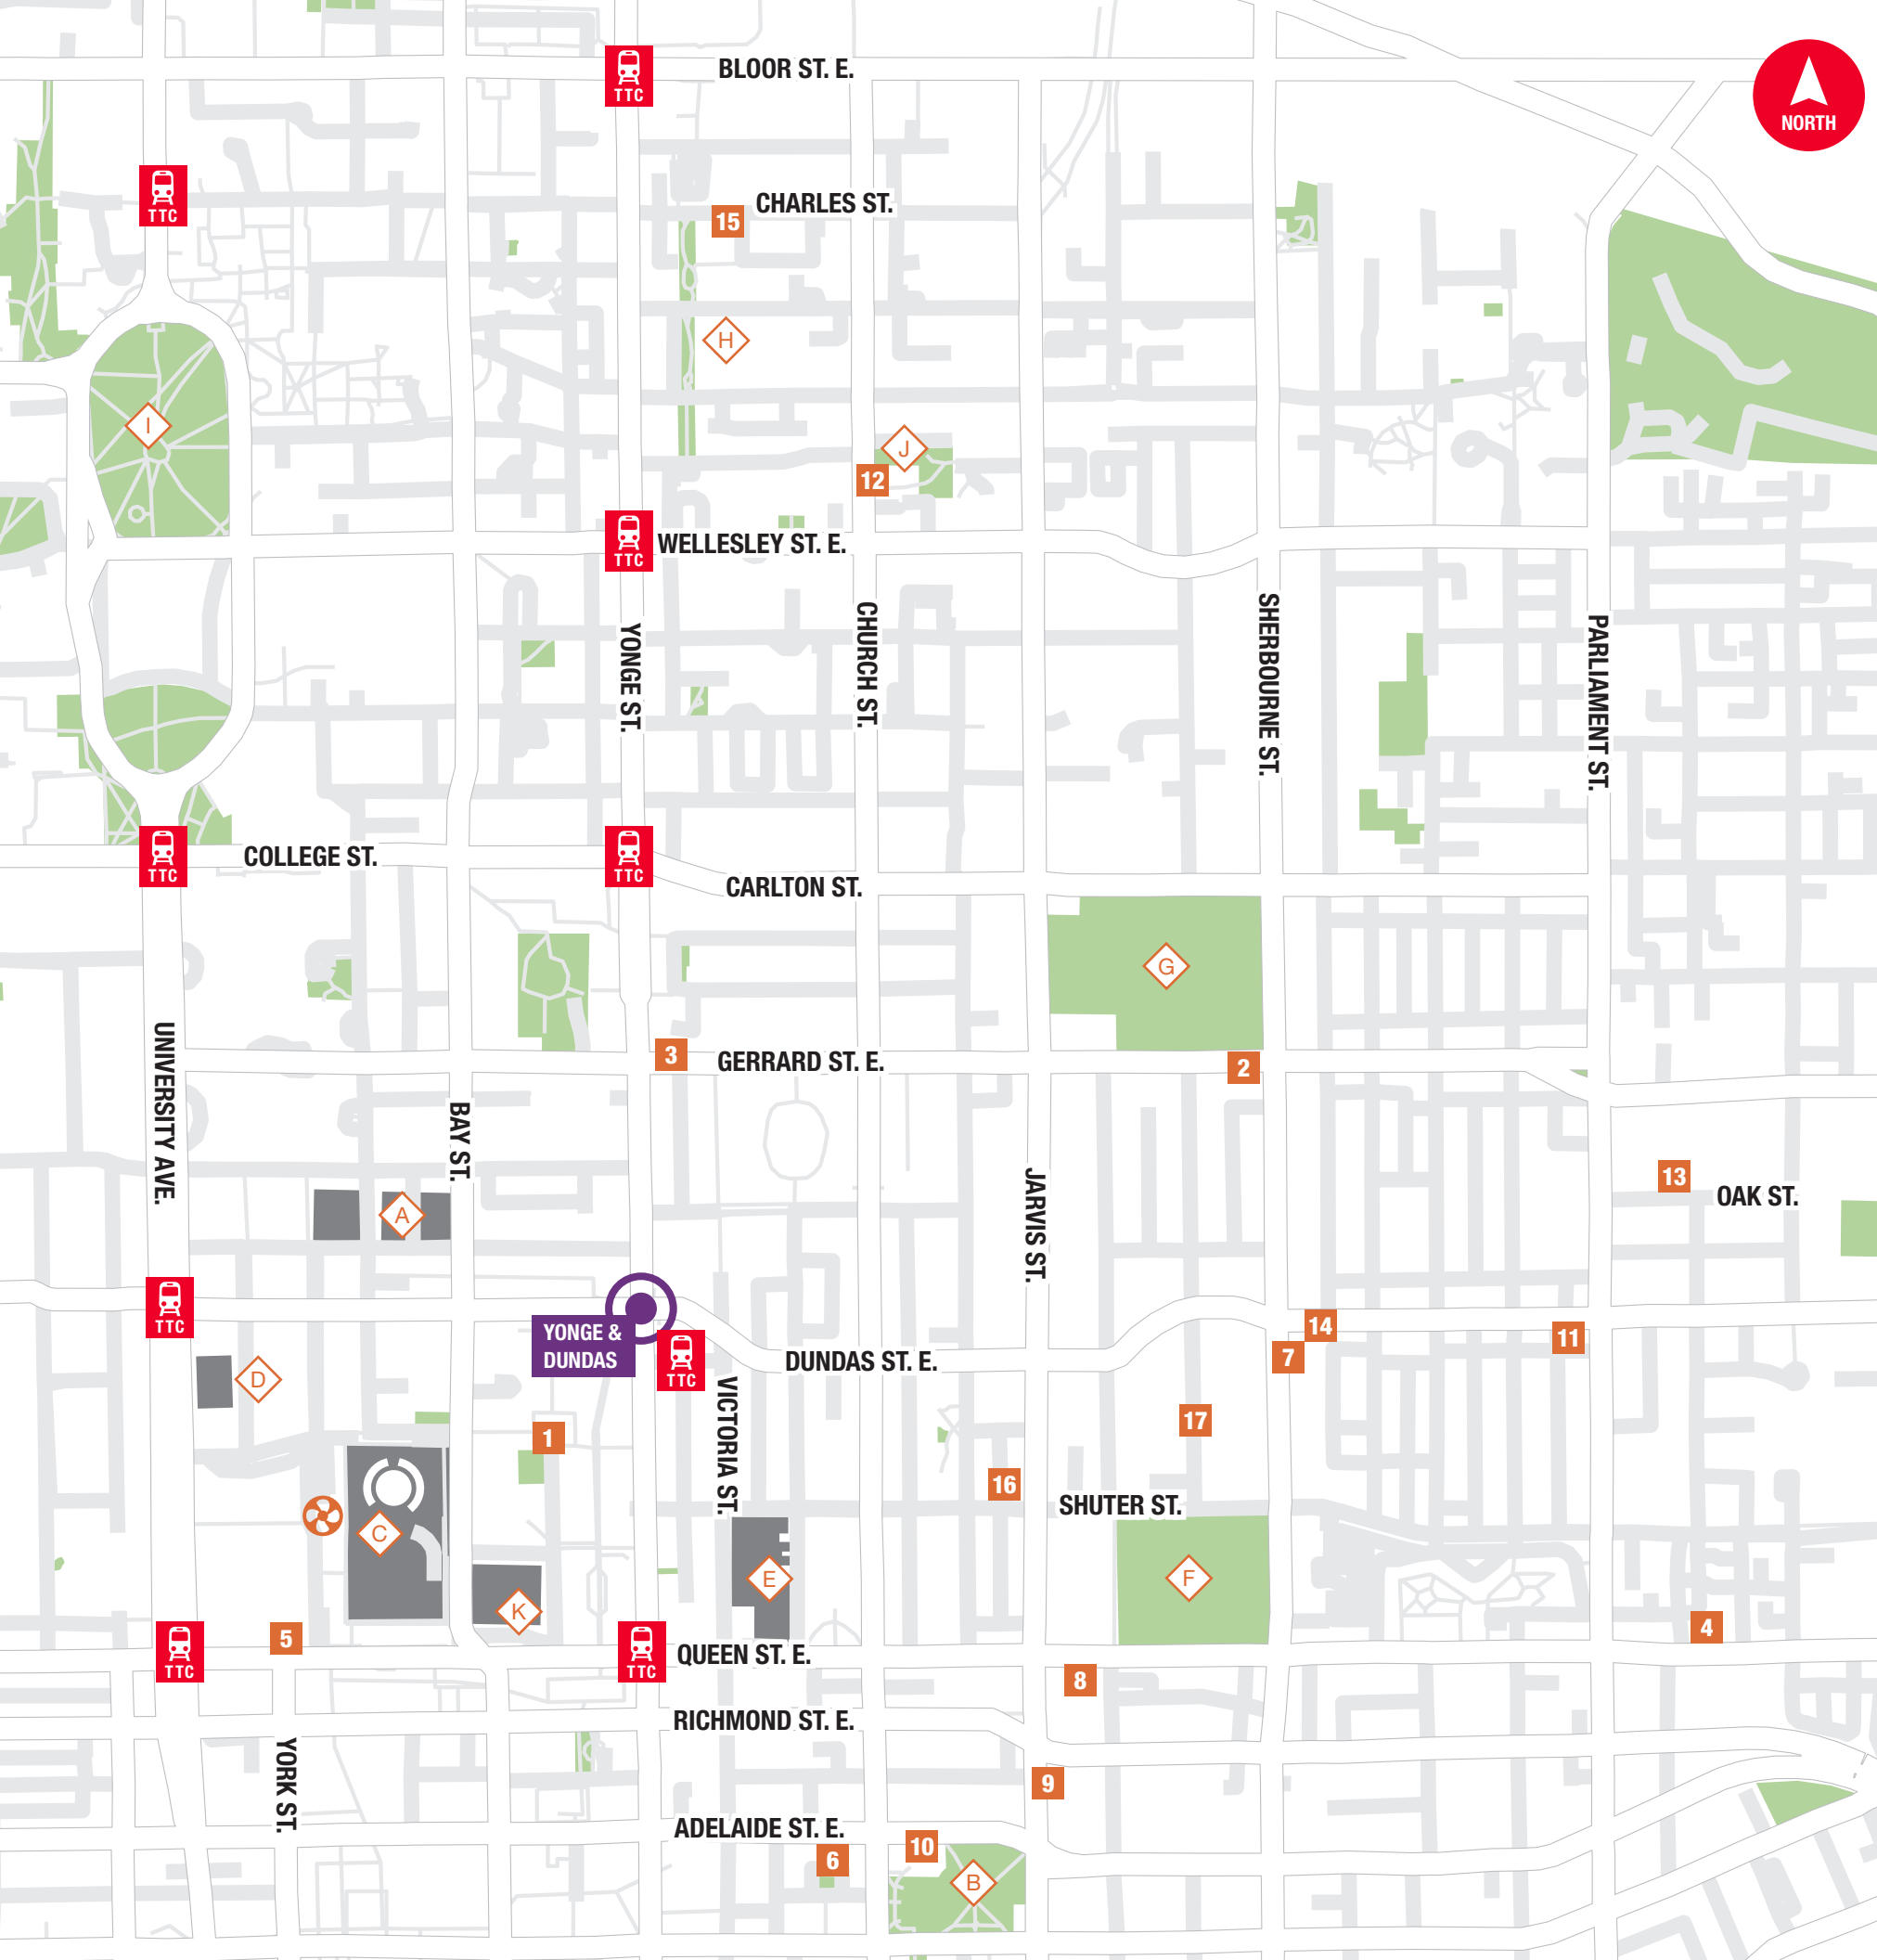 BLOOR ST. E.
TTC
NORTH
TTC
CHARLES ST.
15
H
I
J
12
TTC
WELLESLEY ST. E.
YONGE ST.
CHURCH ST.
SHERBOURNE ST.
PARLIAMENT ST.
TTC
COLLEGE ST.
TTC
CARLTON ST.
G
UNIVERSITY AVE.
3
GERRARD ST. E.
2
BAY ST.
JARVIS ST.
13
OAK ST.
A
TTC
YONGE &
DUNDAS
TTC
DUNDAS ST. E.
14
11
7
D
VICTORIA ST.
1
17
16
SHUTER ST.
C
E
F
K
5
4
TTC
TTC
QUEEN ST. E.
8
RICHMOND ST. E.
YORK ST.
9
ADELAIDE ST. E.
10
6
B